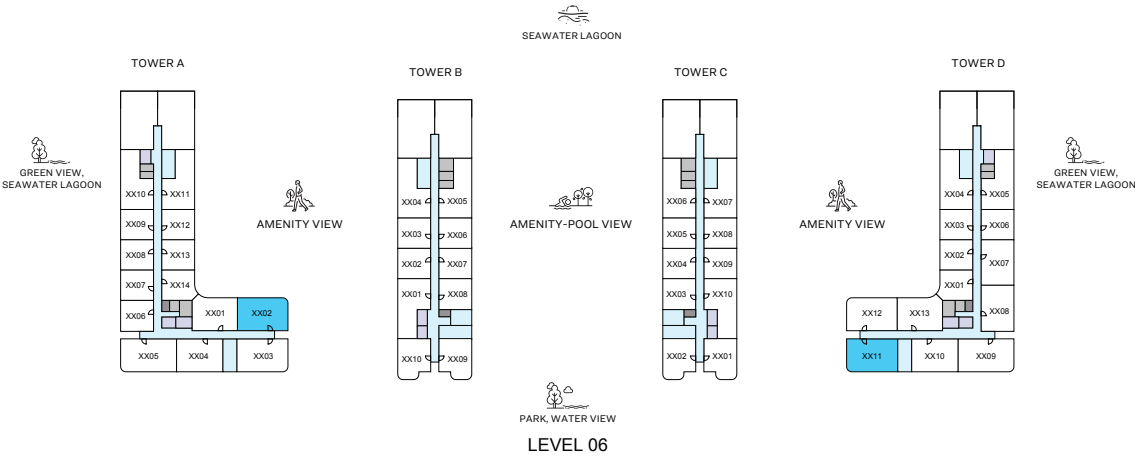 SEAWATER LAGOON
TOWER A
TOWER B
TOWER C
TOWER D
GREEN VIEW,
SEAWATER LAGOON
AMENITY VIEW
AMENITY-POOL VIEW
AMENITY VIEW
GREEN VIEW,
SEAWATER LAGOON
XX10 XX11
XX09 XX12
XX08 XX13
XX07 XX14
XX06 XX01 XX02
XX05 XX04 XX03
XX04 XX05
XX03 XX06
XX02 XX07
XX01 XX08
XX10 XX09
XX06 XX07
XX05 XX08
XX04 XX09
XX03 XX10
XX02 XX01
XX04 XX05
XX03 XX06
XX02 XX07
XX01
XX12 XX13 XX08
XX11 XX10 XX09
PARK, WATER VIEW
LEVEL 06